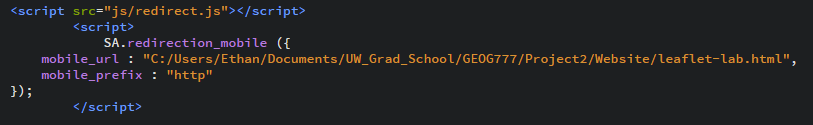 <script src="js/redirect.js"></script>
<script>
SA.redirection_mobile ({
mobile_url : "C:/Users/Ethan/Documents/UW_Grad_School/GEOG777/Project2/Website/leaflet-lab.html",
mobile_prefix : "http"
});
</script>